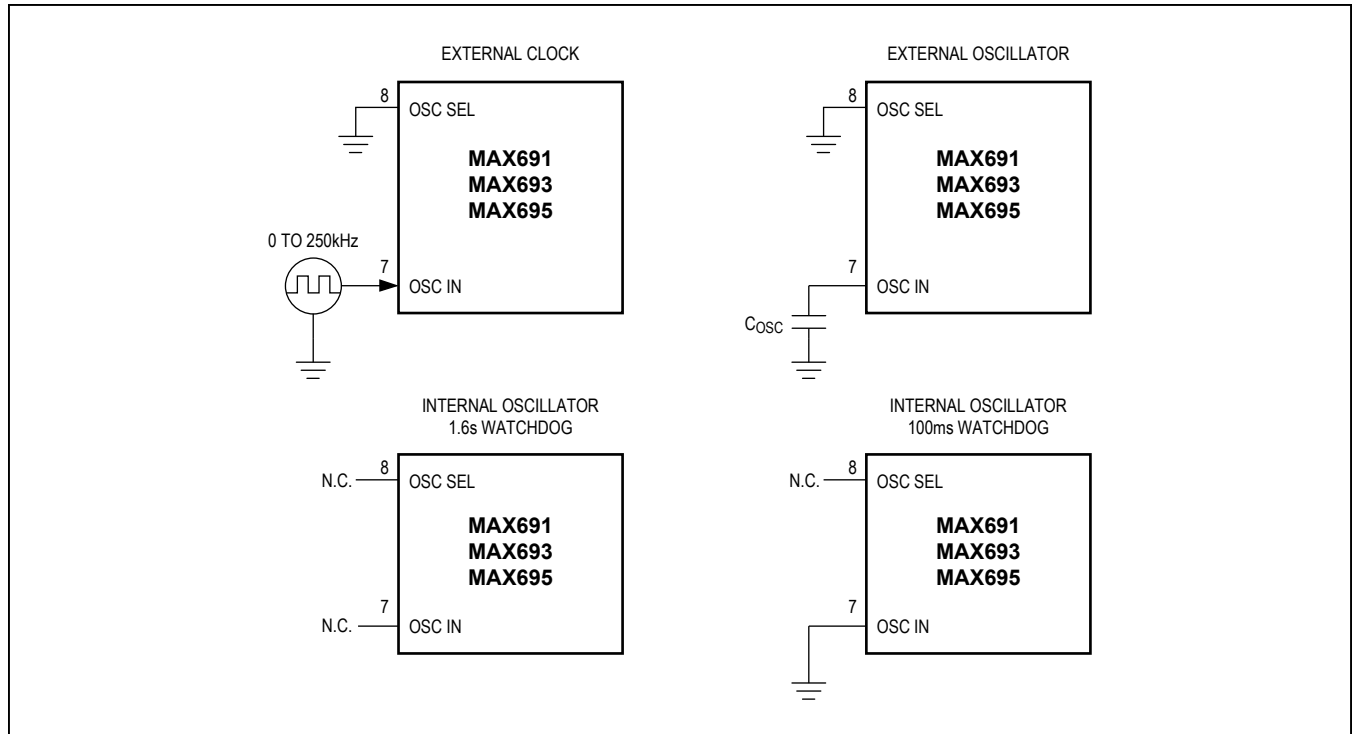 EXTERNAL CLOCK
8
OSC SEL
MAX691
MAX693
MAX695
0 TO 250kHz
7
OSC IN
EXTERNAL OSCILLATOR
8
OSC SEL
MAX691
MAX693
MAX695
7
OSC IN
COSC
INTERNAL OSCILLATOR
1.6s WATCHDOG
N.C.
8
OSC SEL
MAX691
MAX693
MAX695
N.C.
7
OSC IN
INTERNAL OSCILLATOR
100ms WATCHDOG
N.C.
8
OSC SEL
MAX691
MAX693
MAX695
7
OSC IN